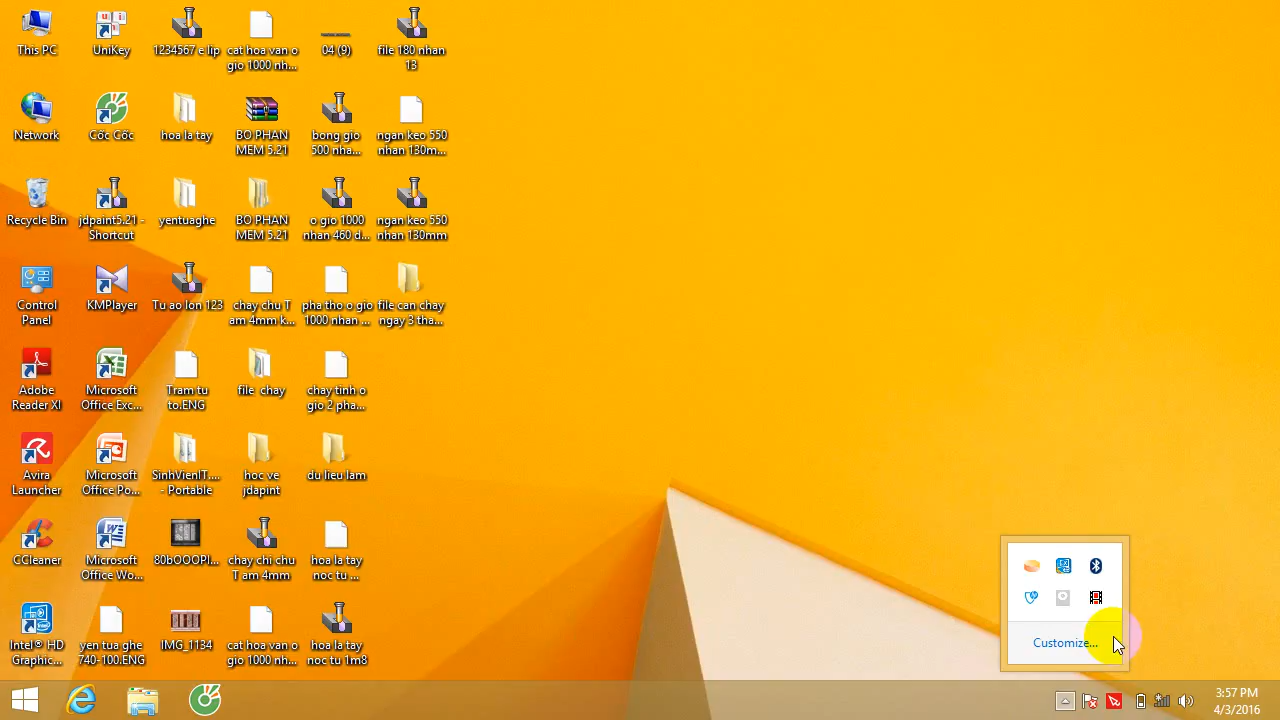 This PC
UniKey
1234567 e lip
cat hoa van o
gio 1000 nh...
04 (9)
file 180 nhan
13
Network
Cốc Cốc
hoa la tay
BO PHAN
MEM 5.21
bong gio
500 nha...
ngan keo 550
nhan 130m...
Recycle Bin
jdpaint5.21 -
Shortcut
yentuaghe
BO PHAN
MEM 5.21
o gio 1000
nhan 460 d...
ngan keo 550
nhan 130mm
Control
Panel
KMPlayer
Tu ao lon 123
chay chu T
am 4mm k...
pha tho o gio
1000 nhan ...
file can chay
ngay 3 tha...
Adobe
Reader XI
Microsoft
Office Exc...
Tram tu
to.ENG
file chay
chay tinh o
gio 2 pha...
Avira
Launcher
Microsoft
Office Po...
SinhVienIT....
- Portable
hoc ve
jdapint
du lieu lam
CCleaner
Microsoft
Office Wo...
80bOOOPI...
chay chi chu
T am 4mm
hoa la tay
noc tu ...
Intel® HD
Graphic...
yen tua ghe
740-100.ENG
IMG_1134
cat hoa van o
gio 1000 nh...
hoa la tay
noc tu 1m8
Customize...
3:57 PM
4/3/2016